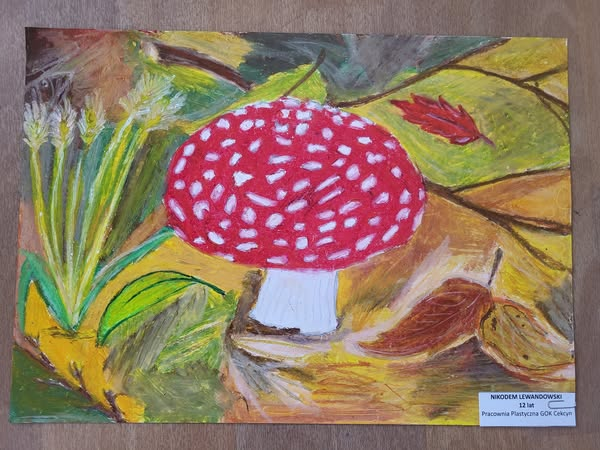 NIKODEM LEWANDOWSKI
12 lat
Pracownia Plastyczna GOK Cekcyn